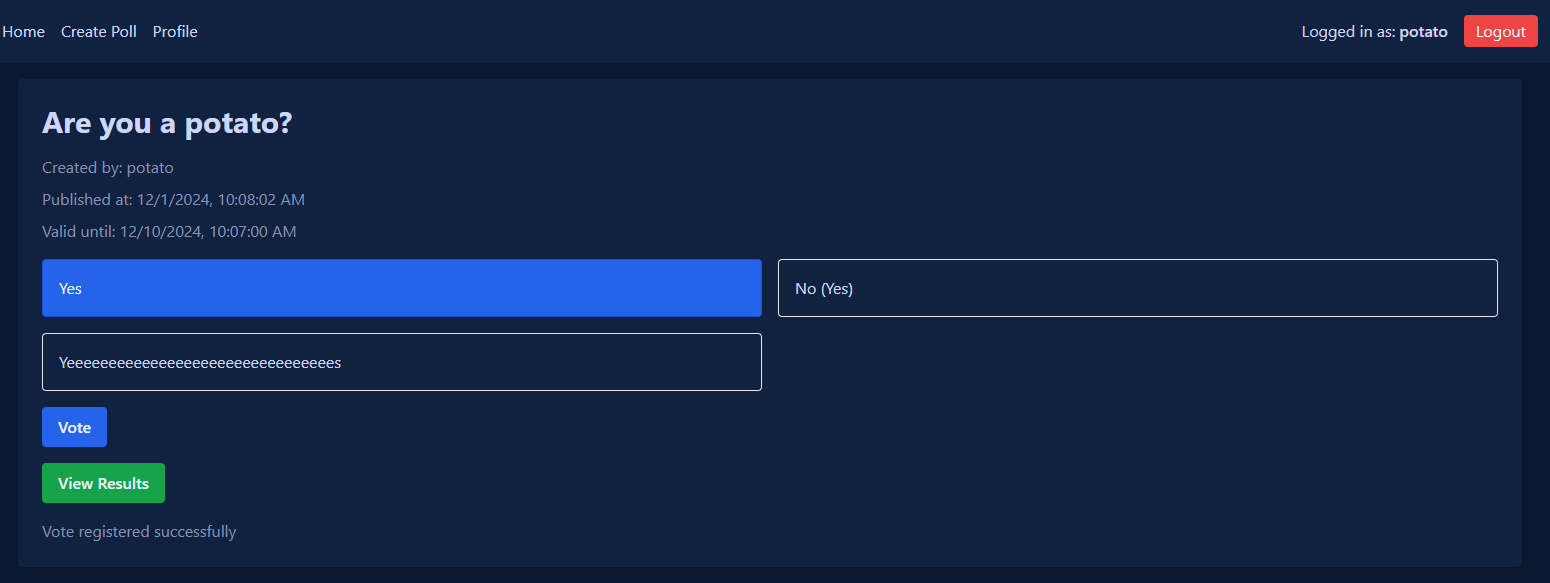 Home Create Poll Profile Logged in as: potato Logout
Are you a potato?
Created by: potato
Published at: 12/1/2024, 10:08:02 AM
Valid until: 12/10/2024, 10:07:00 AM
Yes
No (Yes)
Yeeeeeeeeeeeeeeeeeeeeeeeeeeeeeeees
Vote
View Results
Vote registered successfully